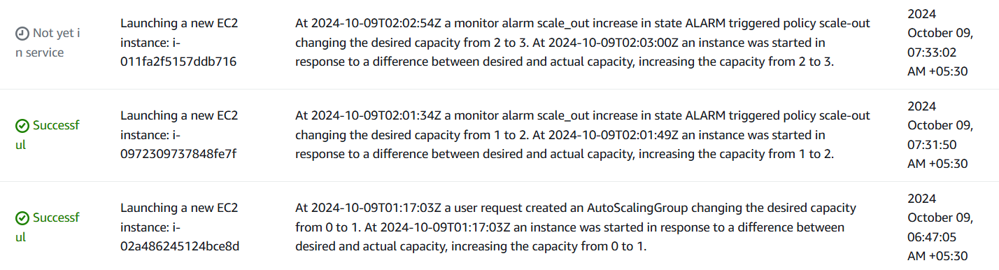 Not yet i
n service
Launching a new EC2
instance: i-
011fa2f5157ddb716
At 2024-10-09T02:02:54Z a monitor alarm scale_out increase in state ALARM triggered policy scale-out
changing the desired capacity from 2 to 3. At 2024-10-09T02:03:00Z an instance was started in
response to a difference between desired and actual capacity, increasing the capacity from 2 to 3.
2024
October 09,
07:33:02
AM +05:30
Successf
ul
Launching a new EC2
instance: i-
0972309737848fe7f
At 2024-10-09T02:01:34Z a monitor alarm scale_out increase in state ALARM triggered policy scale-out
changing the desired capacity from 1 to 2. At 2024-10-09T02:01:49Z an instance was started in
response to a difference between desired and actual capacity, increasing the capacity from 1 to 2.
2024
October 09,
07:31:50
AM +05:30
Successf
ul
Launching a new EC2
instance: i-
02a486245124bce8d
At 2024-10-09T01:17:03Z a user request created an AutoScalingGroup changing the desired capacity
from 0 to 1. At 2024-10-09T01:17:03Z an instance was started in response to a difference between
desired and actual capacity, increasing the capacity from 0 to 1.
2024
October 09,
06:47:05
AM +05:30